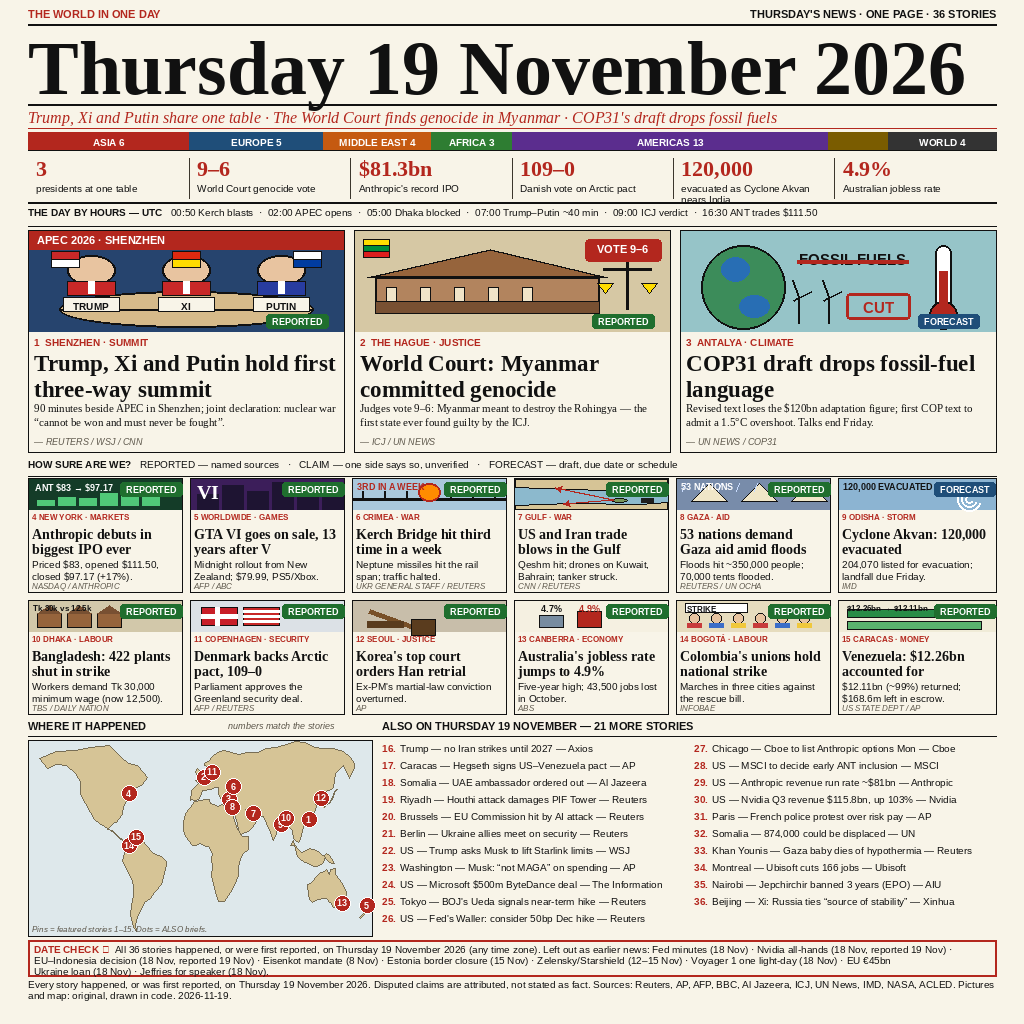 THE WORLD IN ONE DAY
THURSDAY'S NEWS · ONE PAGE · 36 STORIES
Thursday 19 November 2026
Trump, Xi and Putin share one table · The World Court finds genocide in Myanmar · COP31's draft drops fossil fuels
ASIA 6
EUROPE 5
MIDDLE EAST 4
AFRICA 3
AMERICAS 13
WORLD 4
3
presidents at one table
9–6
World Court genocide vote
$81.3bn
Anthropic's record IPO
109–0
Danish vote on Arctic pact
120,000
evacuated as Cyclone Akvan
nears India
4.9%
Australian jobless rate
THE DAY BY HOURS — UTC 00:50 Kerch blasts · 02:00 APEC opens · 05:00 Dhaka blocked · 07:00 Trump–Putin ~40 min · 09:00 ICJ verdict · 16:30 ANT trades $111.50
APEC 2026 · SHENZHEN
TRUMP
XI
PUTIN
REPORTED
1 SHENZHEN · SUMMIT
Trump, Xi and Putin hold first
three-way summit
90 minutes beside APEC in Shenzhen; joint declaration: nuclear war
“cannot be won and must never be fought”.
— REUTERS / WSJ / CNN
VOTE 9–6
REPORTED
2 THE HAGUE · JUSTICE
World Court: Myanmar
committed genocide
Judges vote 9–6: Myanmar meant to destroy the Rohingya — the
first state ever found guilty by the ICJ.
— ICJ / UN NEWS
FOSSIL FUELS
CUT
FORECAST
3 ANTALYA · CLIMATE
COP31 draft drops fossil-fuel
language
Revised text loses the $120bn adaptation figure; first COP text to
admit a 1.5°C overshoot. Talks end Friday.
— UN NEWS / COP31
HOW SURE ARE WE? REPORTED — named sources · CLAIM — one side says so, unverified · FORECAST — draft, due date or schedule
ANT $83 → $97.17
REPORTED
4 NEW YORK · MARKETS
Anthropic debuts in
biggest IPO ever
Priced $83, opened $111.50,
closed $97.17 (+17%).
NASDAQ / ANTHROPIC
VI
REPORTED
5 WORLDWIDE · GAMES
GTA VI goes on sale, 13
years after V
Midnight rollout from New
Zealand; $79.99, PS5/Xbox.
AFP / ABC
3RD IN A WEEK
REPORTED
6 CRIMEA · WAR
Kerch Bridge hit third
time in a week
Neptune missiles hit the rail
span; traffic halted.
UKR GENERAL STAFF / REUTERS
REPORTED
7 GULF · WAR
US and Iran trade
blows in the Gulf
Qeshm hit; drones on Kuwait,
Bahrain; tanker struck.
CNN / REUTERS
53 NATIONS
REPORTED
8 GAZA · AID
53 nations demand
Gaza aid amid floods
Floods hit ~350,000 people;
70,000 tents flooded.
REUTERS / UN OCHA
120,000 EVACUATED
FORECAST
9 ODISHA · STORM
Cyclone Akvan: 120,000
evacuated
204,070 listed for evacuation;
landfall due Friday.
IMD
Tk 30k vs 12.5k
REPORTED
10 DHAKA · LABOUR
Bangladesh: 422 plants
shut in strike
Workers demand Tk 30,000
minimum wage (now 12,500).
TBS / DAILY NATION
REPORTED
11 COPENHAGEN · SECURITY
Denmark backs Arctic
pact, 109–0
Parliament approves the
Greenland security deal.
AFP / REUTERS
REPORTED
12 SEOUL · JUSTICE
Korea's top court
orders Han retrial
Ex-PM's martial-law conviction
overturned.
AP
4.7%
4.9%
REPORTED
13 CANBERRA · ECONOMY
Australia's jobless rate
jumps to 4.9%
Five-year high; 43,500 jobs lost
in October.
ABS
STRIKE
REPORTED
14 BOGOTÁ · LABOUR
Colombia's unions hold
national strike
Marches in three cities against
the rescue bill.
INFOBAE
$12.26bn → $12.11bn
REPORTED
15 CARACAS · MONEY
Venezuela: $12.26bn
accounted for
$12.11bn (~99%) returned;
$168.6m left in escrow.
US STATE DEPT / AP
WHERE IT HAPPENED
numbers match the stories
4
2
11
6
3
8
7
9
10
1
12
15
14
13
5
Pins = featured stories 1–15. Dots = ALSO briefs.
ALSO ON THURSDAY 19 NOVEMBER — 21 MORE STORIES
16. Trump — no Iran strikes until 2027 — Axios
17. Caracas — Hegseth signs US–Venezuela pact — AP
18. Somalia — UAE ambassador ordered out — Al Jazeera
19. Riyadh — Houthi attack damages PIF Tower — Reuters
20. Brussels — EU Commission hit by AI attack — Reuters
21. Berlin — Ukraine allies meet on security — Reuters
22. US — Trump asks Musk to lift Starlink limits — WSJ
23. Washington — Musk: “not MAGA” on spending — AP
24. US — Microsoft $500m ByteDance deal — The Information
25. Tokyo — BOJ's Ueda signals near-term hike — Reuters
26. US — Fed's Waller: consider 50bp Dec hike — Reuters
27. Chicago — Cboe to list Anthropic options Mon — Cboe
28. US — MSCI to decide early ANT inclusion — MSCI
29. US — Anthropic revenue run rate ~$81bn — Anthropic
30. US — Nvidia Q3 revenue $115.8bn, up 103% — Nvidia
31. Paris — French police protest over risk pay — AP
32. Somalia — 874,000 could be displaced — UN
33. Khan Younis — Gaza baby dies of hypothermia — Reuters
34. Montreal — Ubisoft cuts 166 jobs — Ubisoft
35. Nairobi — Jepchirchir banned 3 years (EPO) — AIU
36. Beijing — Xi: Russia ties “source of stability” — Xinhua
DATE CHECK All 36 stories happened, or were first reported, on Thursday 19 November 2026 (any time zone). Left out as earlier news: Fed minutes (18 Nov) · Nvidia all-hands (18 Nov, reported 19 Nov) ·
EU–Indonesia decision (18 Nov, reported 19 Nov) · Eisenkot mandate (8 Nov) · Estonia border closure (15 Nov) · Zelensky/Starshield (12–15 Nov) · Voyager 1 one light-day (18 Nov) · EU €45bn
Ukraine loan (18 Nov) · Jeffries for speaker (18 Nov).
Every story happened, or was first reported, on Thursday 19 November 2026. Disputed claims are attributed, not stated as fact. Sources: Reuters, AP, AFP, BBC, Al Jazeera, ICJ, UN News, IMD, NASA, ACLED. Pictures
and map: original, drawn in code. 2026-11-19.